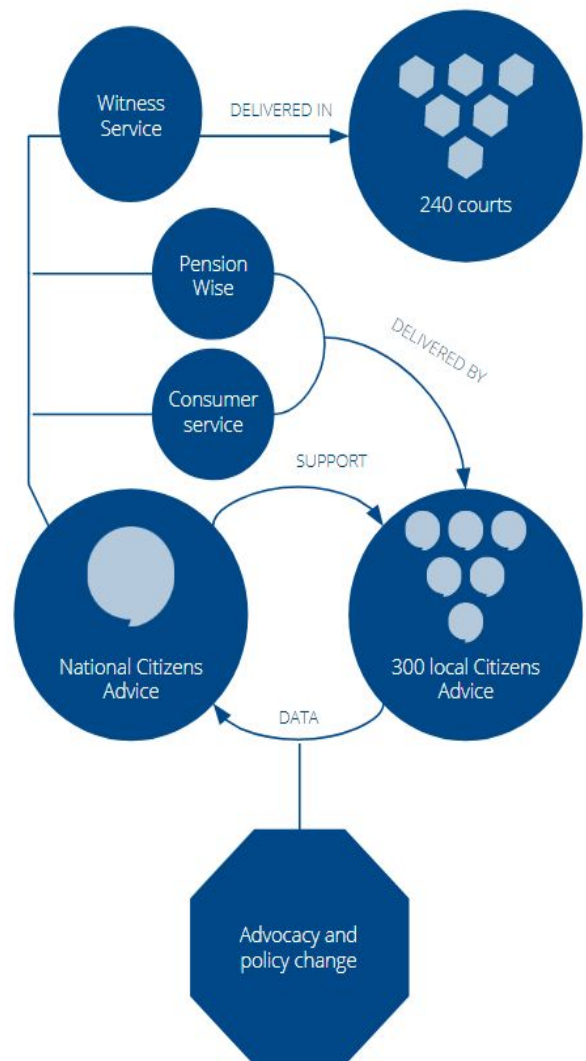 Witness
Service
DELIVERED IN
240 courts
Pension
Wise
DELIVERED BY
Consumer
service
SUPPORT
National Citizens
Advice
300 local Citizens
Advice
DATA
Advocacy and
policy change